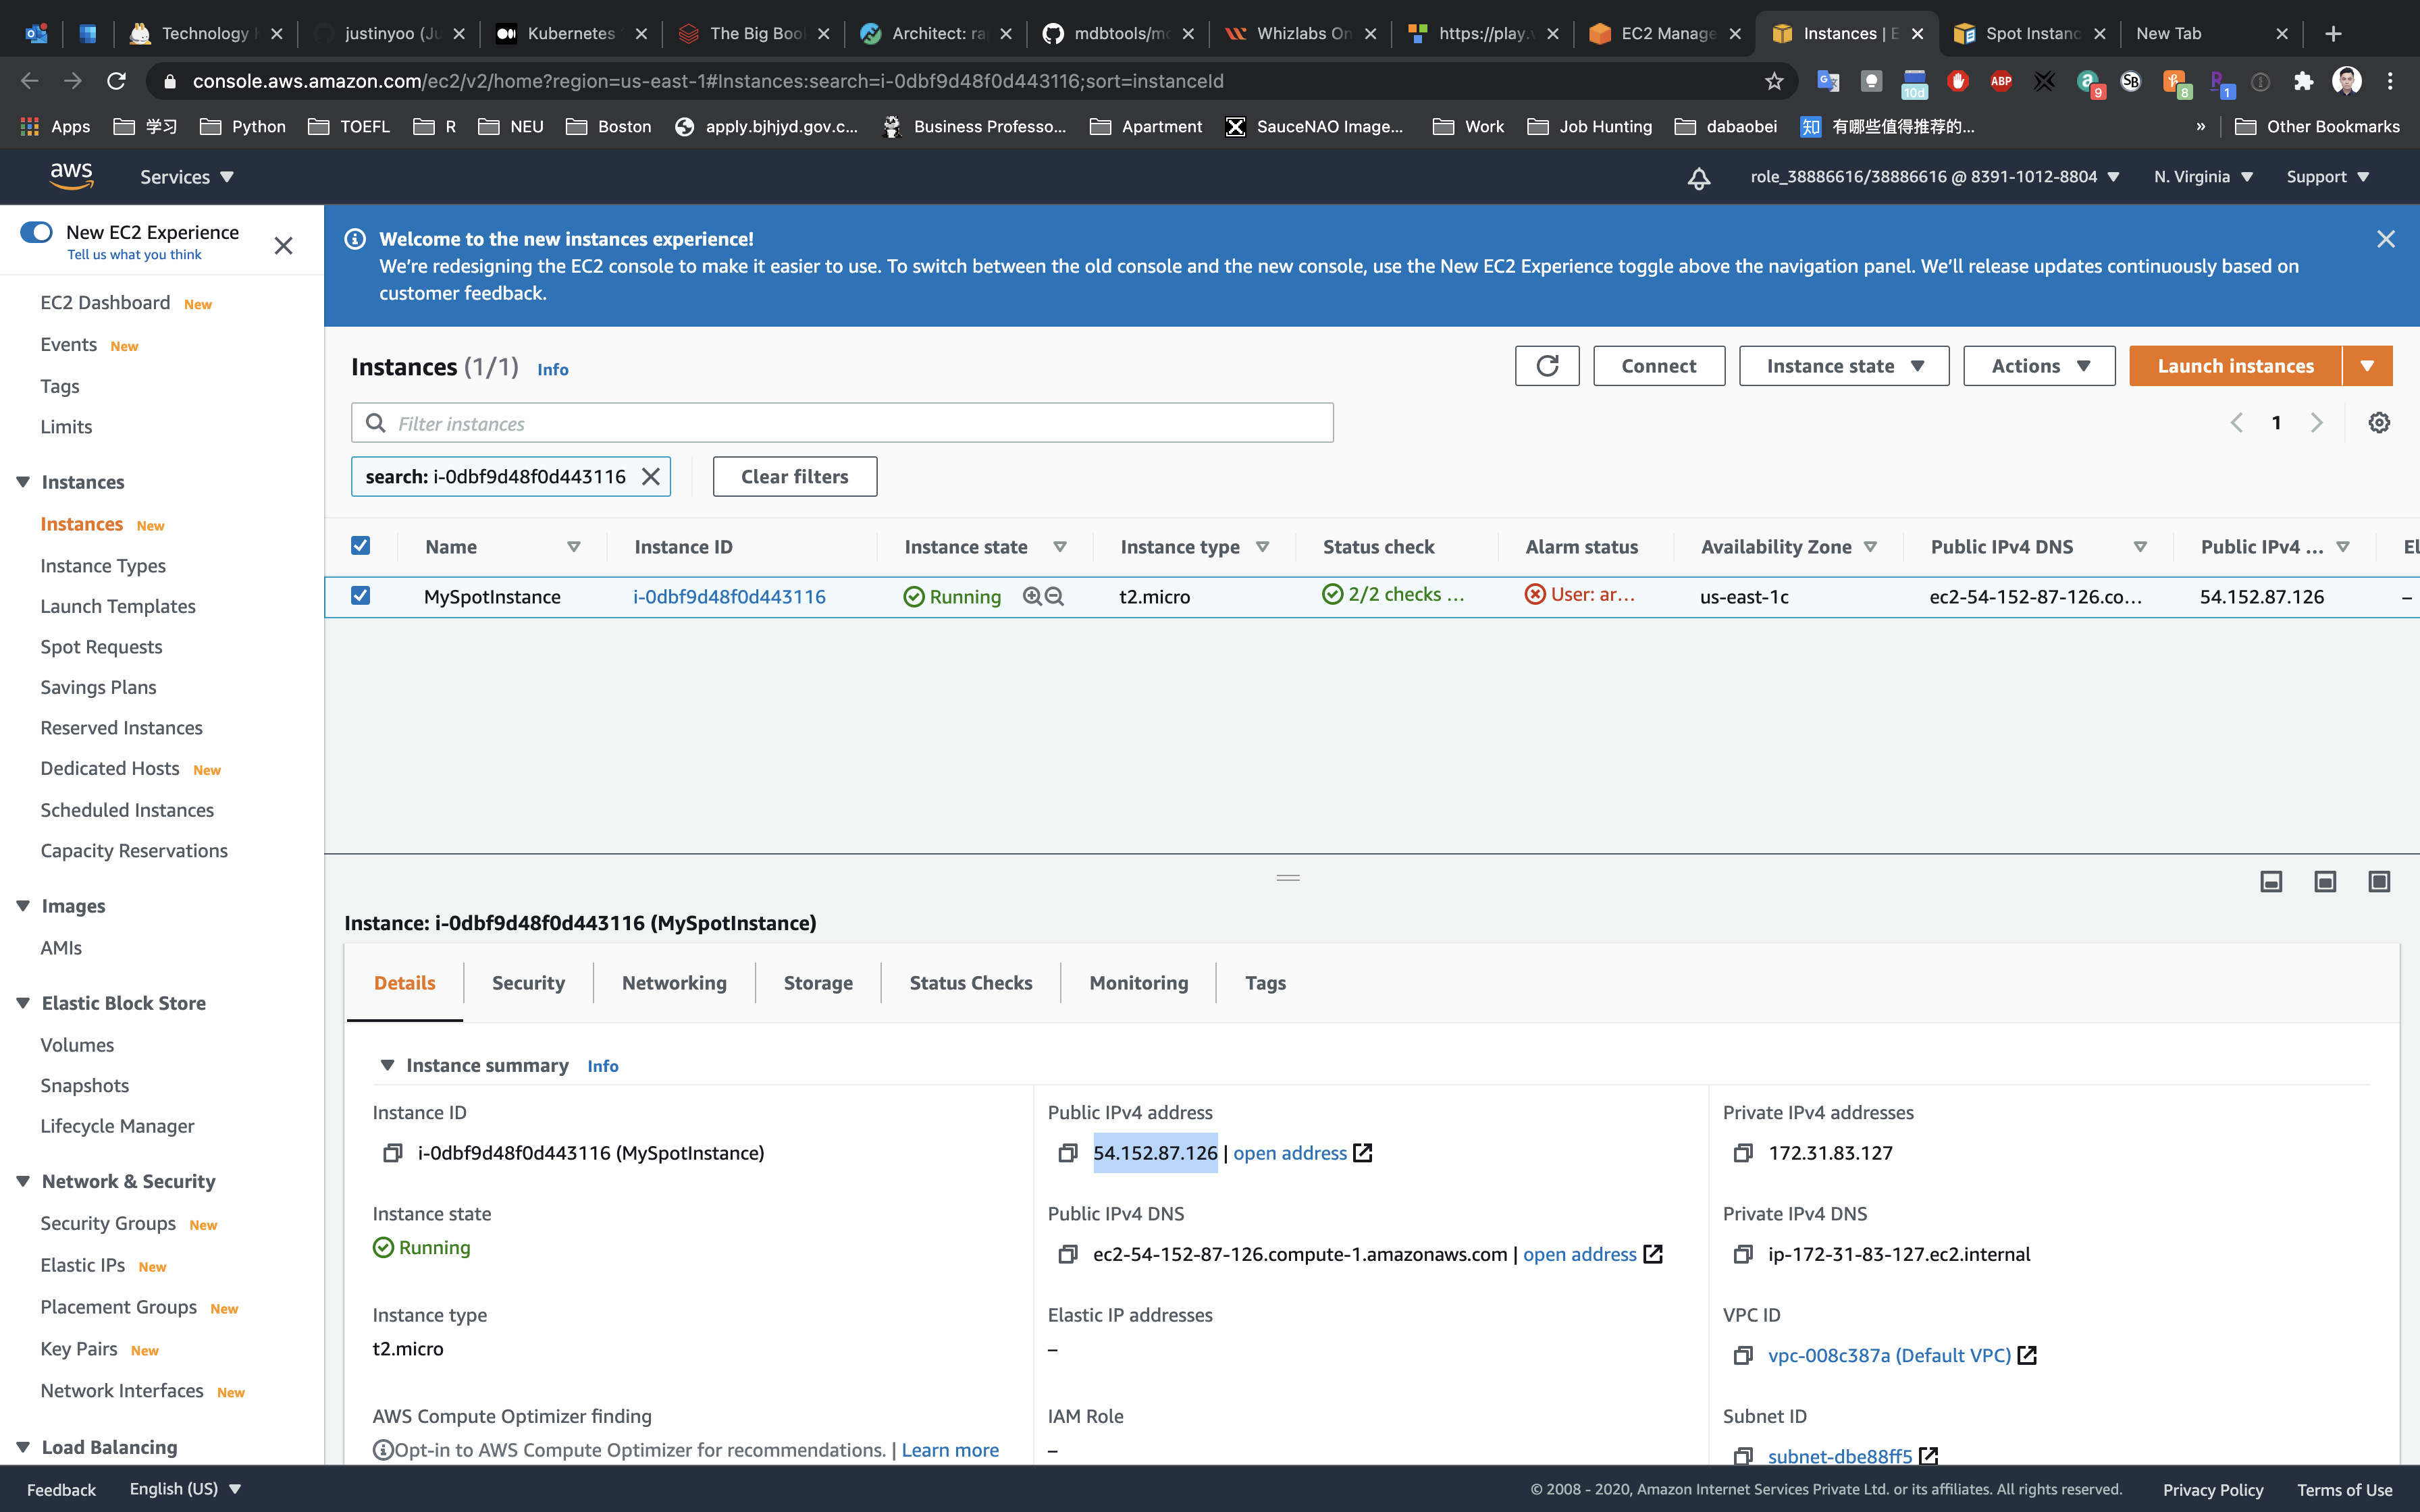 Technology
justinyoo (Ju
Kubernetes
The Big Boo
Architect: ra
mdbtools/m
Whizlabs On
https://play.
EC2 Manage
Instances | E
Spot Instanc
New Tab
console.aws.amazon.com/ec2/v2/home?region=us-east-1#Instances:search=i-0dbf9d48f0d443116;sort=instanceId
10d
ABP
9
SB
8
1
Apps
学习
Python
TOEFL
R
NEU
Boston
apply.bjhjyd.gov.c...
Business Professo...
Apartment
SauceNAO Image...
Work
Job Hunting
dabaobei
知 有哪些值得推荐的...
»
Other Bookmarks
aws
Services
role_38886616/38886616 @ 8391-1012-8804
N. Virginia
Support
New EC2 Experience
Tell us what you think
EC2 Dashboard New
Events New
Tags
Limits
Instances
Instances New
Instance Types
Launch Templates
Spot Requests
Savings Plans
Reserved Instances
Dedicated Hosts New
Scheduled Instances
Capacity Reservations
Images
AMIs
Elastic Block Store
Volumes
Snapshots
Lifecycle Manager
Network & Security
Security Groups New
Elastic IPs New
Placement Groups New
Key Pairs New
Network Interfaces New
Load Balancing
Welcome to the new instances experience!
We're redesigning the EC2 console to make it easier to use. To switch between the old console and the new console, use the New EC2 Experience toggle above the navigation panel. We'll release updates continuously based on
customer feedback.
Instances (1/1) Info
Connect
Instance state
Actions
Launch instances
Filter instances
1
search: i-0dbf9d48f0d443116
Clear filters
Name
Instance ID
Instance state
Instance type
Status check
Alarm status
Availability Zone
Public IPv4 DNS
Public IPv4 ...
El
MySpotInstance
i-0dbf9d48f0d443116
Running
t2.micro
2/2 checks ...
User: ar...
us-east-1c
ec2-54-152-87-126.co...
54.152.87.126
–
Instance: i-0dbf9d48f0d443116 (MySpotInstance)
Details
Security
Networking
Storage
Status Checks
Monitoring
Tags
Instance summary Info
Instance ID
i-0dbf9d48f0d443116 (MySpotInstance)
Public IPv4 address
54.152.87.126 | open address
Private IPv4 addresses
172.31.83.127
Instance state
Running
Public IPv4 DNS
ec2-54-152-87-126.compute-1.amazonaws.com | open address
Private IPv4 DNS
ip-172-31-83-127.ec2.internal
Instance type
t2.micro
Elastic IP addresses
–
VPC ID
vpc-008c387a (Default VPC)
AWS Compute Optimizer finding
Opt-in to AWS Compute Optimizer for recommendations. | Learn more
IAM Role
–
Subnet ID
subnet-dbe88ff5
Feedback
English (US)
© 2008 - 2020, Amazon Internet Services Private Ltd. or its affiliates. All rights reserved.
Privacy Policy
Terms of Use